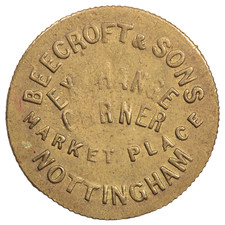 BEECROFT & SONS
EXCHANGE
CORNER
MARKET PLACE
NOTTINGHAM